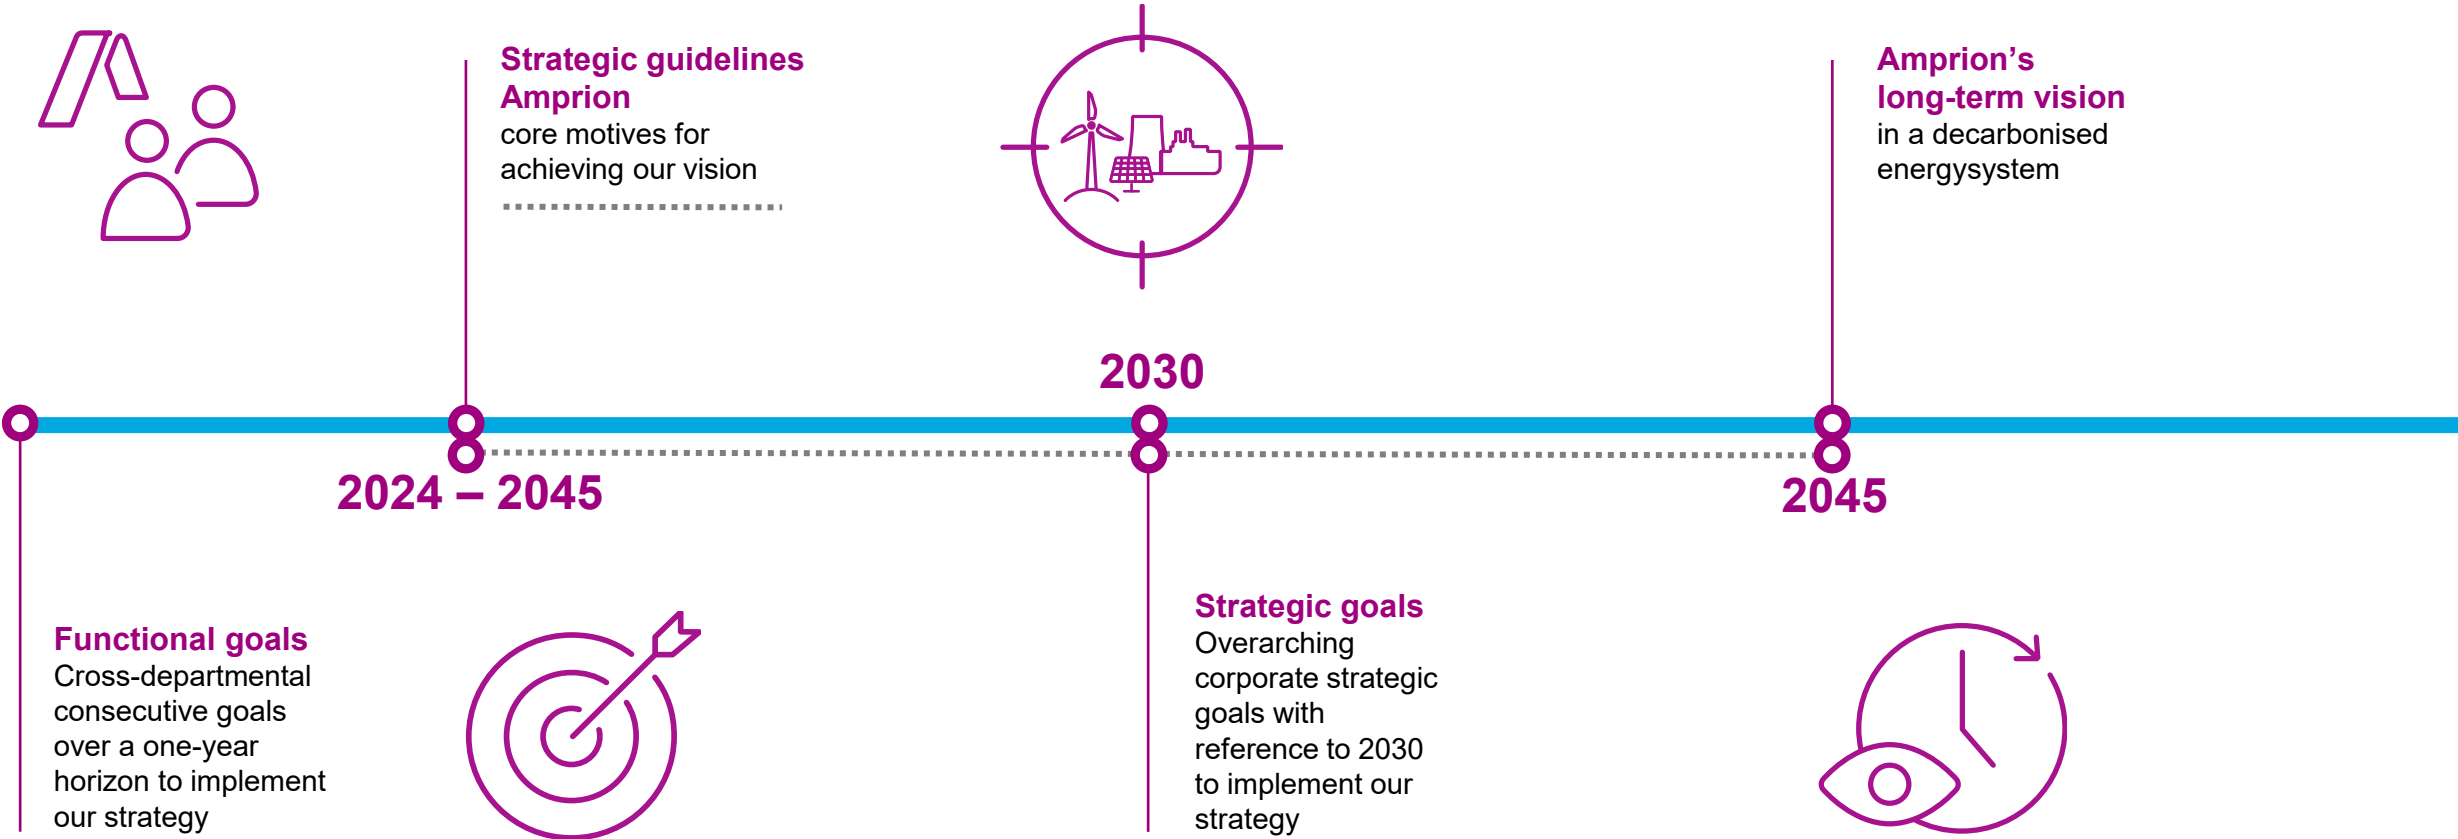 Strategic guidelines
Amprion
core motives for
achieving our vision
Amprion’s
long-term vision
in a decarbonised
energysystem
2030
2024 – 2045
2045
Functional goals
Cross-departmental
consecutive goals
over a one-year
horizon to implement
our strategy
Strategic goals
Overarching
corporate strategic
goals with
reference to 2030
to implement our
strategy